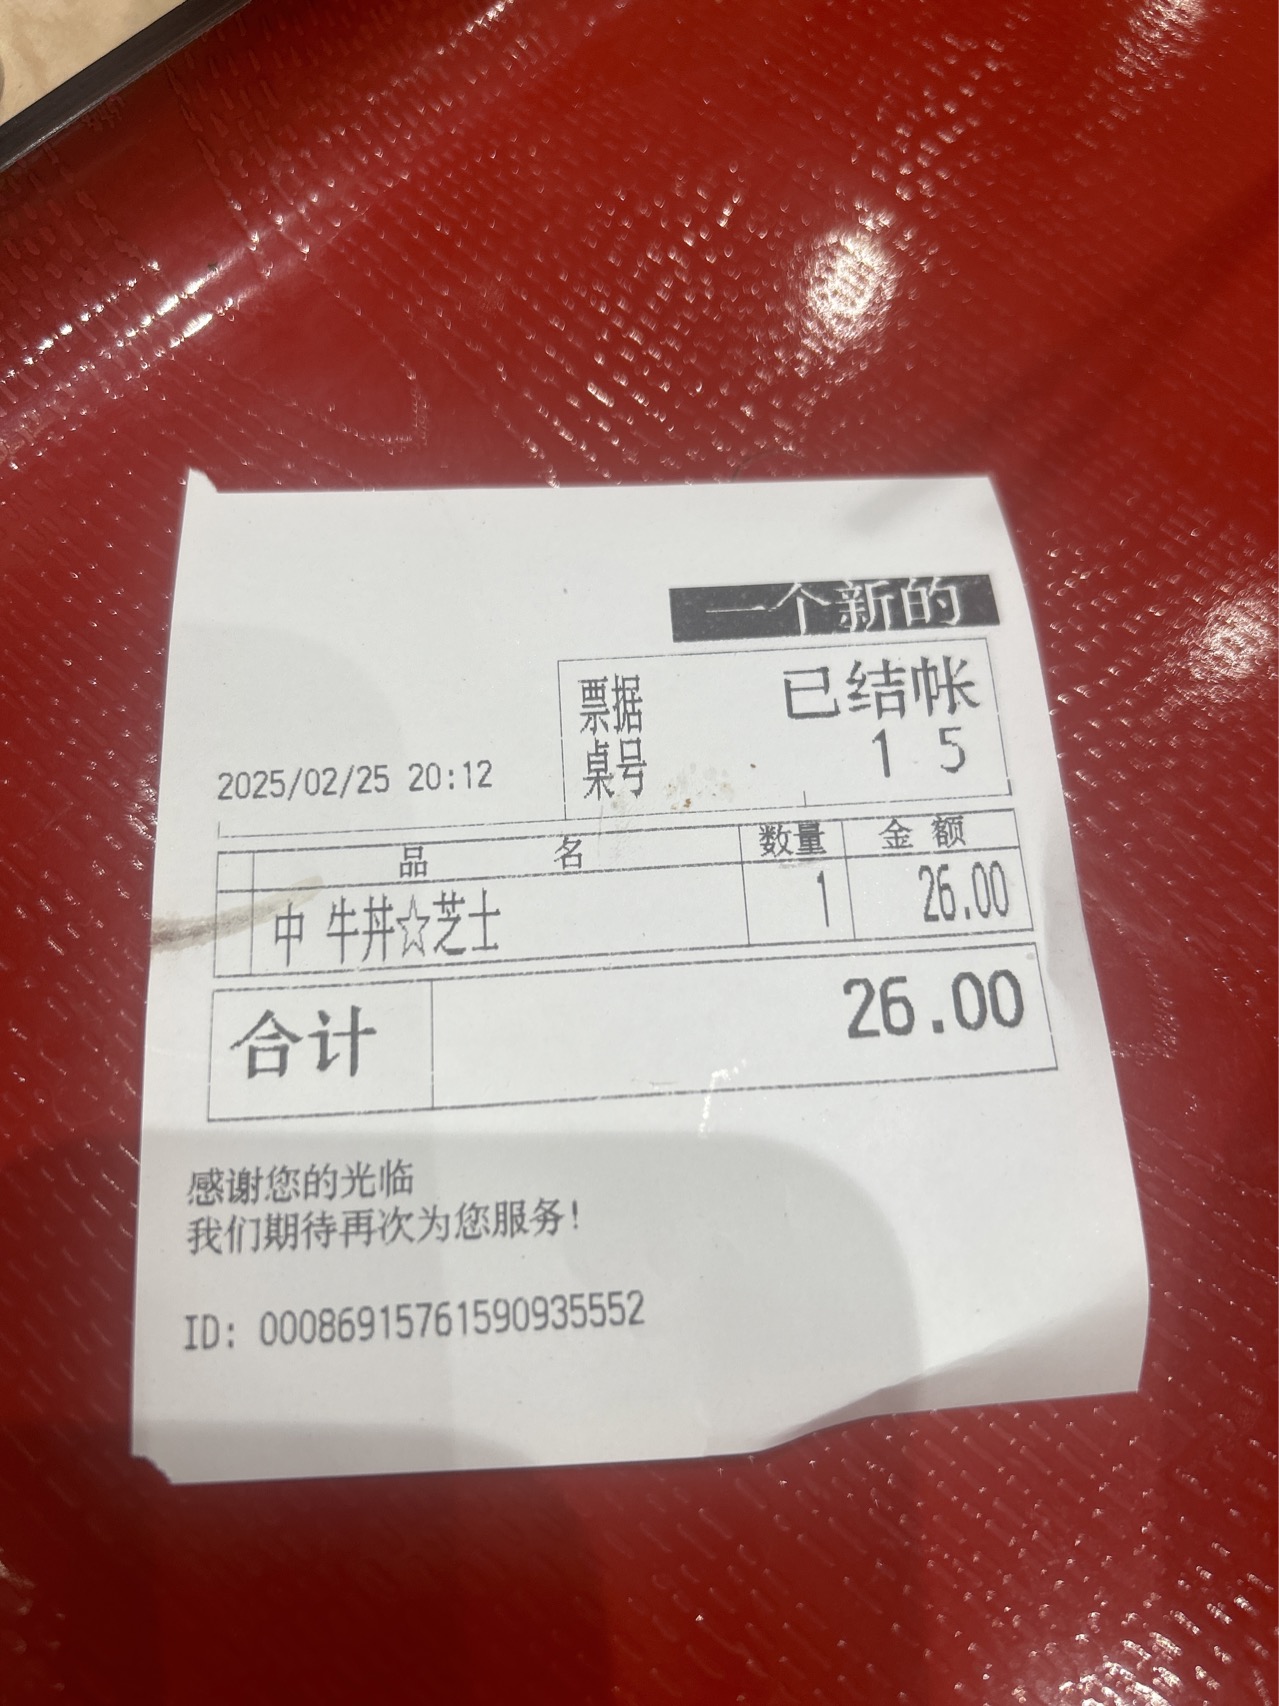 一个新的
票据 已结帐
桌号 15
2025/02/25 20:12
品名 数量 金额
中 牛丼☆芝士 1 26.00
合计 26.00
感谢您的光临
我们期待再次为您服务!
ID: 00086915761590935552